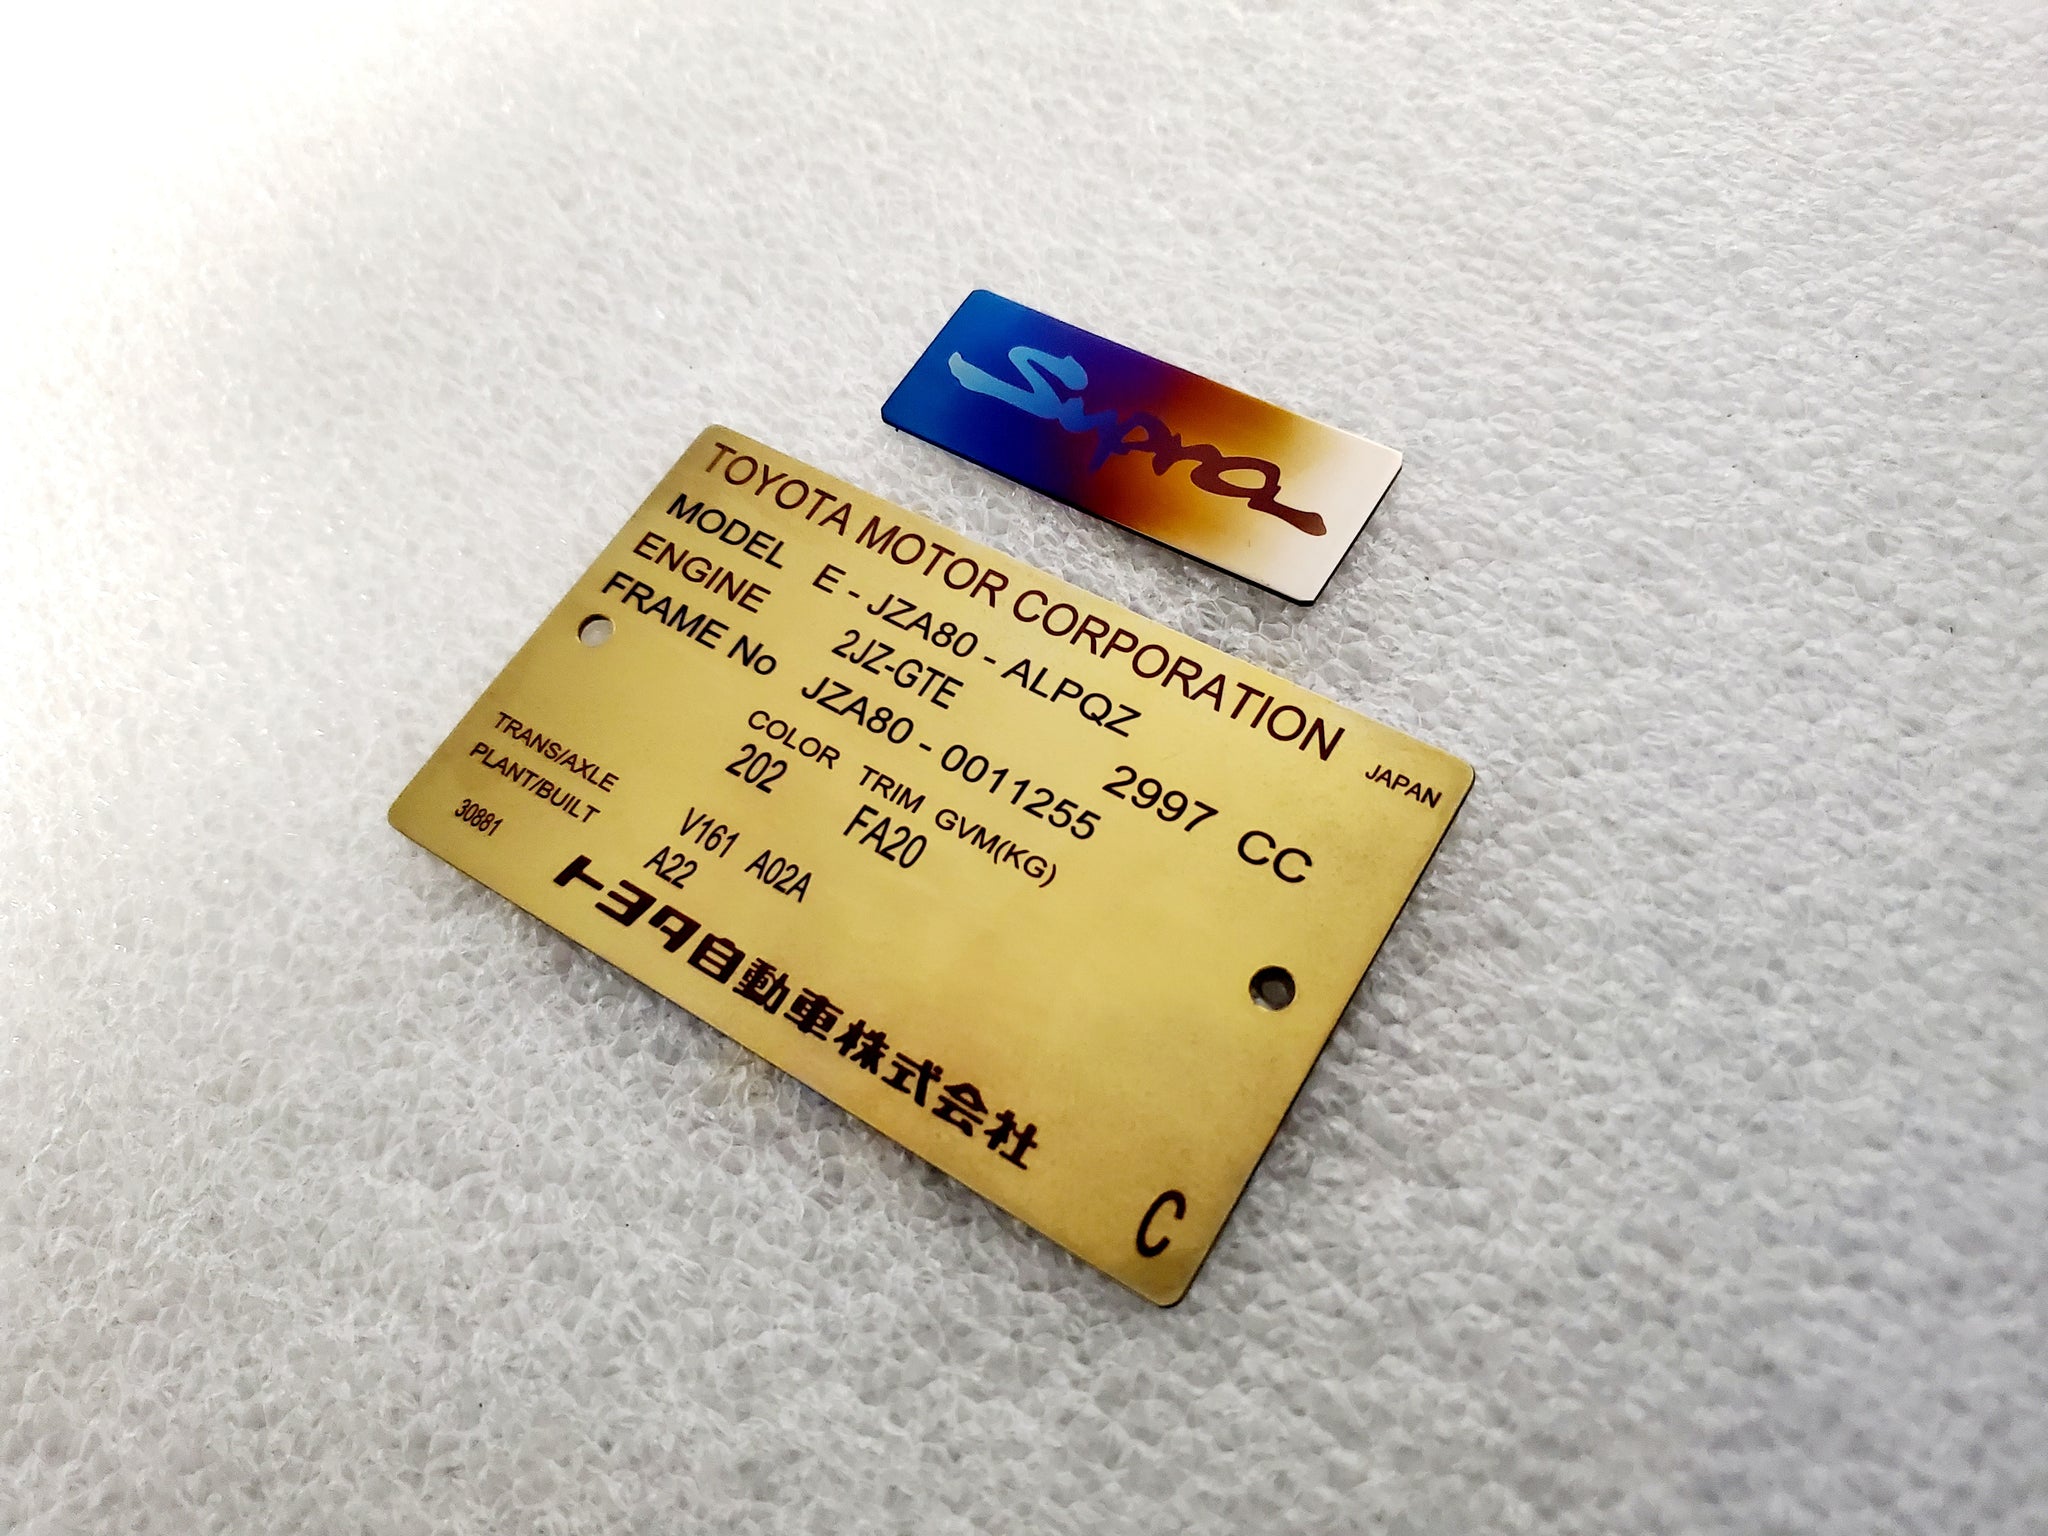 Supra
TOYOTA MOTOR CORPORATION JAPAN
MODEL E - JZA80 - ALPQZ
ENGINE 2JZ-GTE 2997 CC
FRAME No JZA80 - 0011255
COLOR TRIM GVM(KG)
202 FA20
TRANS/AXLE V161 A02A
PLANT/BUILT A22
30881
トヨタ自動車株式会社
C